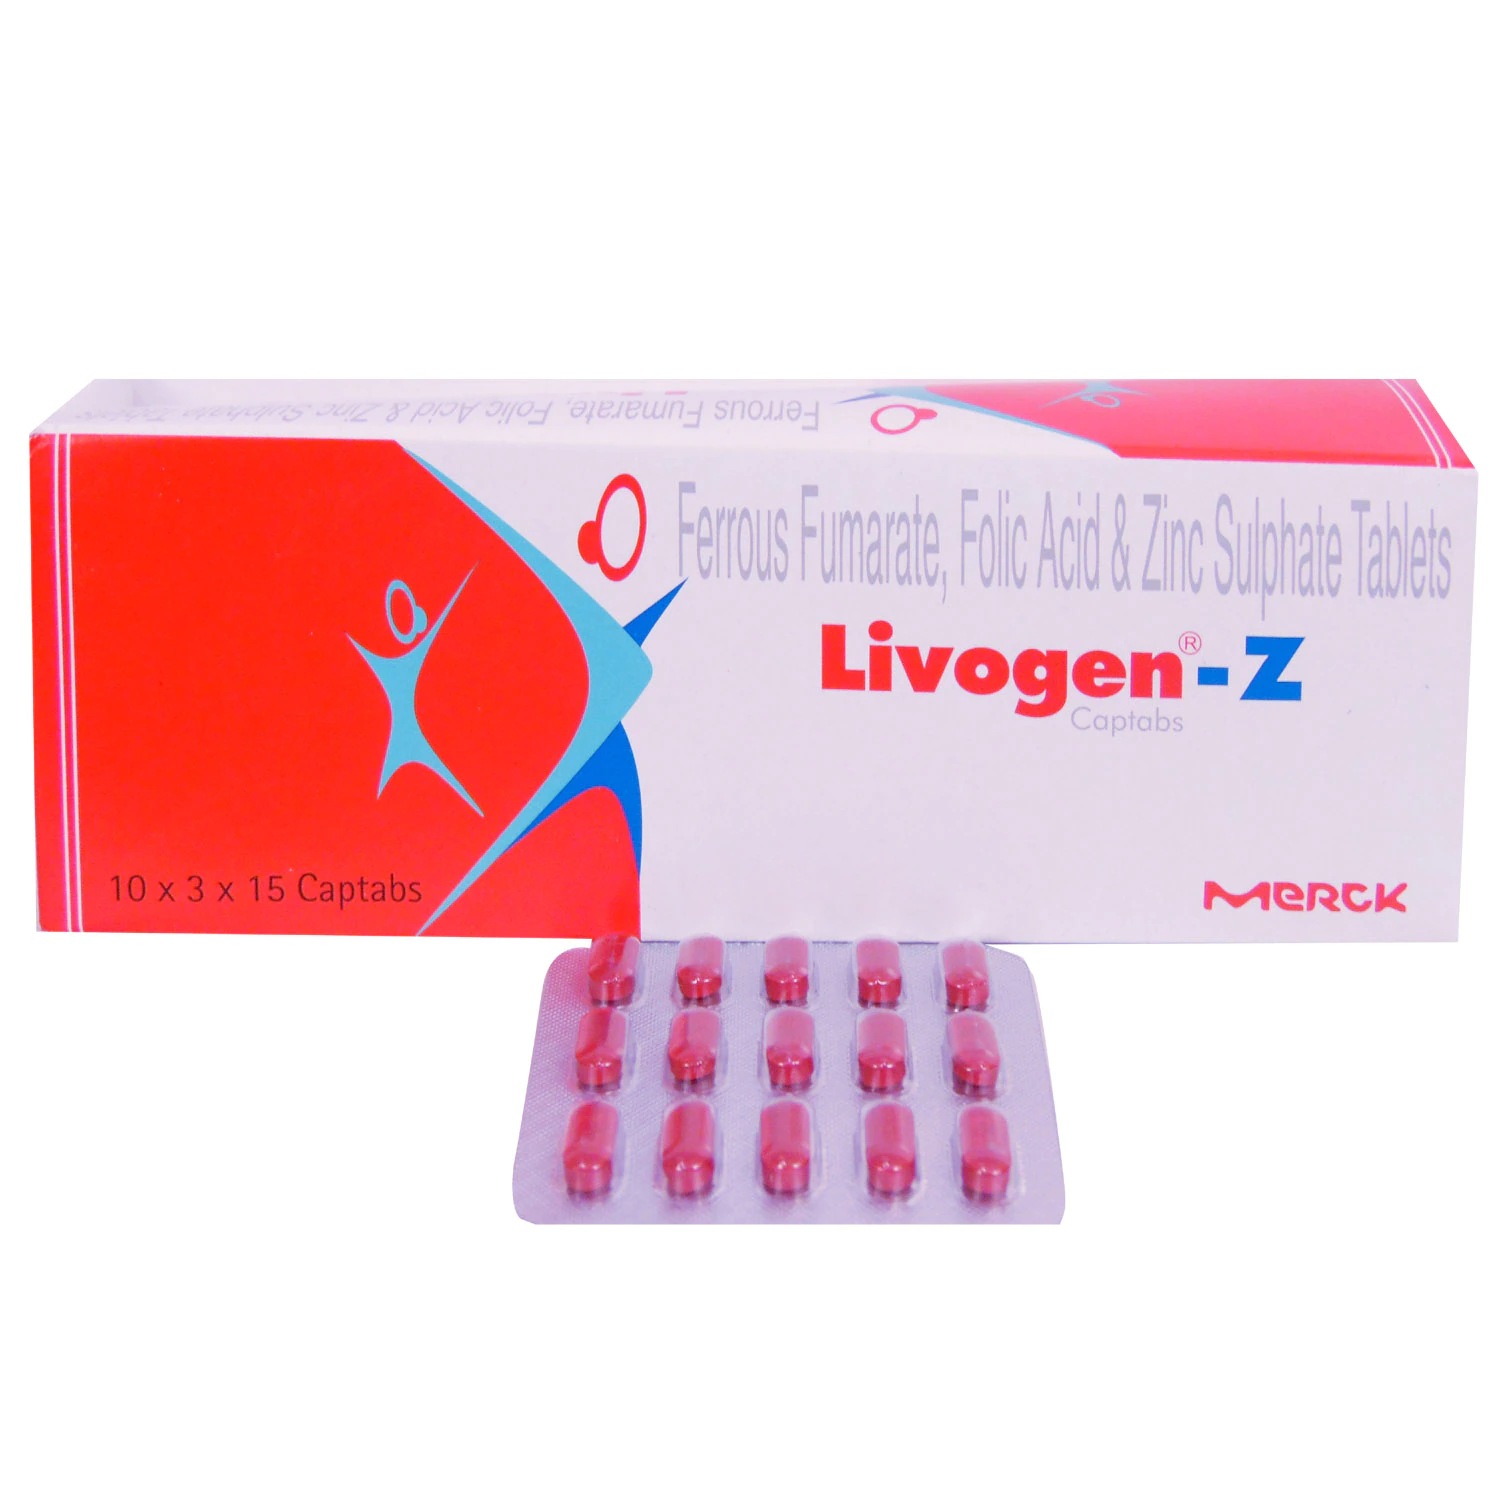 Ferrous Fumarate, Folic Acid & Zinc Sulphate Tablets
Ferrous Fumarate, Folic Acid & Zinc Sulphate Tablets
Livogen®-Z
Captabs
10 x 3 x 15 Captabs
MERCK